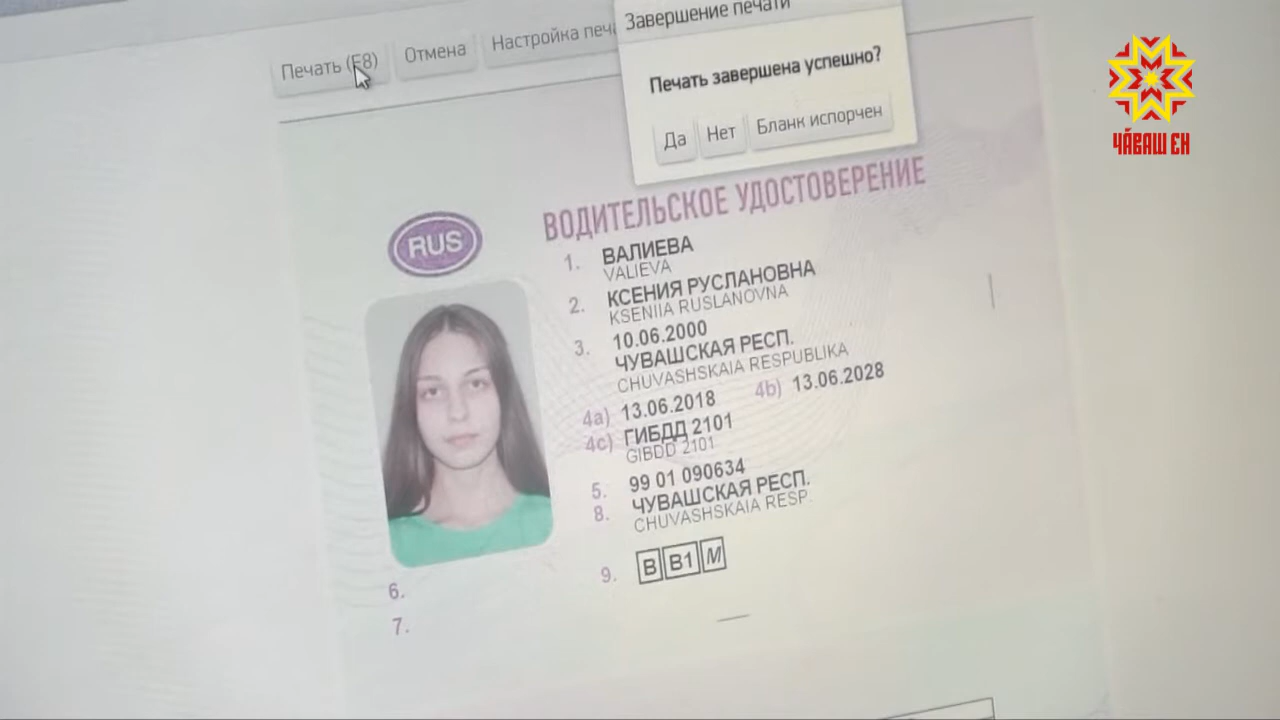 Завершение печати
Печать (F8)
Отмена
Настройка печ
Печать завершена успешно?
Да
Нет
Бланк испорчен
ЧӐВАШ ЕН
ВОДИТЕЛЬСКОЕ УДОСТОВЕРЕНИЕ
RUS
1. ВАЛИЕВА
VALIEVA
2. КСЕНИЯ РУСЛАНОВНА
KSENIIA RUSLANOVNA
3. 10.06.2000
ЧУВАШСКАЯ РЕСП.
CHUVASHSKAIA RESPUBLIKA
4a) 13.06.2018 4b) 13.06.2028
4c) ГИБДД 2101
GIBDD 2101
5. 99 01 090634
8. ЧУВАШСКАЯ РЕСП.
CHUVASHSKAIA RESP.
9. B B1 M
6.
7.